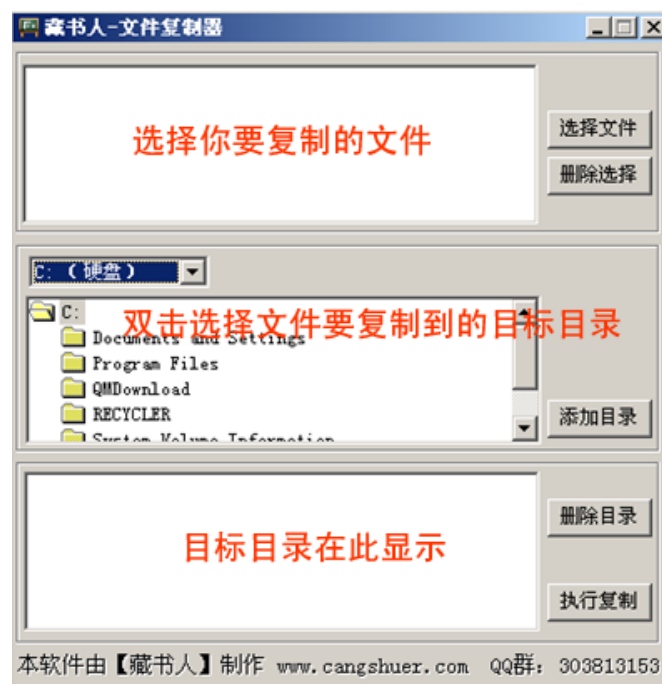 藏书人-文件复制器
选择你要复制的文件
选择文件
删除选择
C: (硬盘)
C:
双击选择文件要复制到的目标目录
Documents and Settings
Program Files
QMDownload
RECYCLER
System Volume Information
添加目录
目标目录在此显示
删除目录
执行复制
本软件由【藏书人】制作 www.cangshuer.com QQ群: 303813153